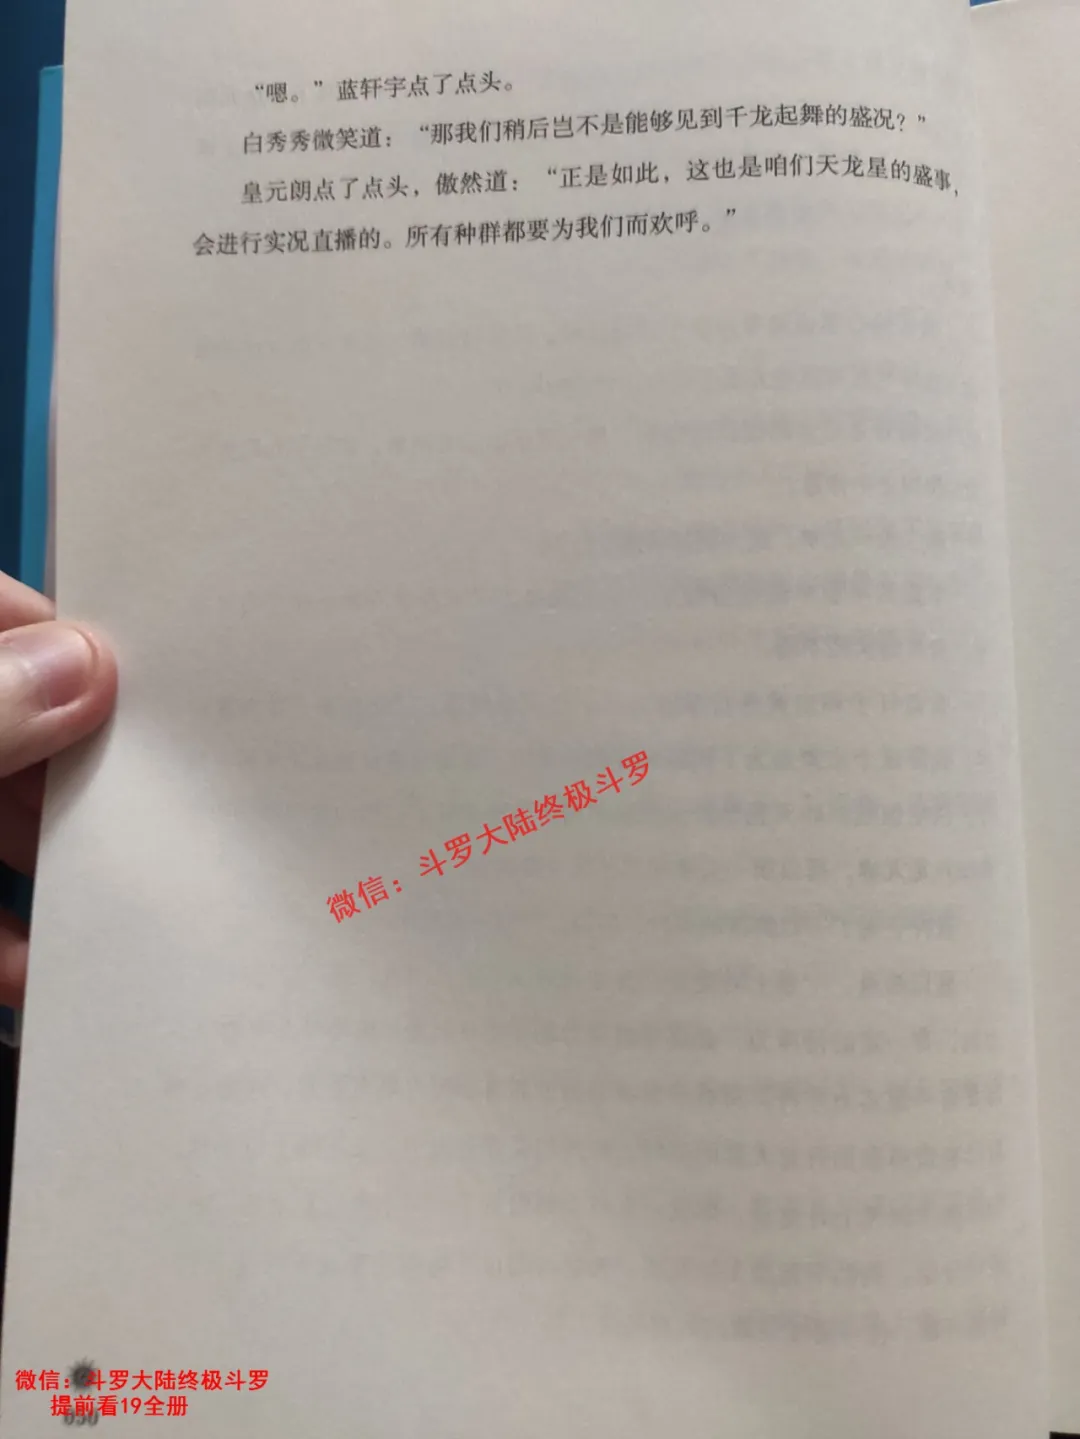 “嗯。”蓝轩宇点了点头。
白秀秀微笑道：“那我们稍后岂不是能够见到千龙起舞的盛况？”
皇元朗点了点头，傲然道：“正是如此，这也是咱们天龙星的盛事，
会进行实况直播的。所有种群都要为我们而欢呼。”
微信：斗罗大陆终极斗罗
微信：斗罗大陆终极斗罗
提前看19全册
050